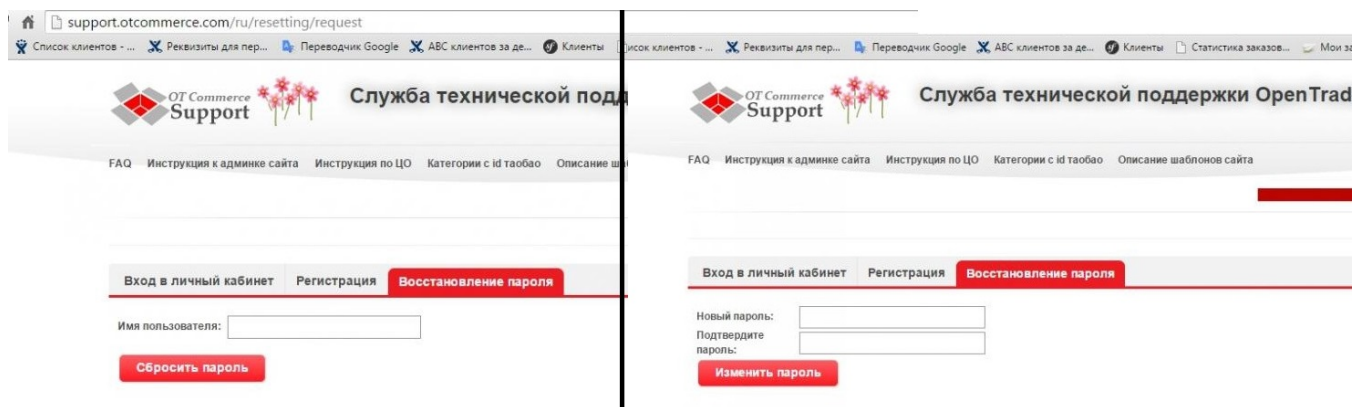 support.otcommerce.com/ru/resetting/request
Список клиентов - ... Реквизиты для пер... Переводчик Google ABC клиентов за де... Клиенты
OT Commerce
Support
Служба технической
FAQ Инструкция к админке сайта Инструкция по ЦО Категории с id таобао Описание
Вход в личный кабинет Регистрация Восстановление пароля
Имя пользователя:
Сбросить пароль
клиентов - ... Реквизиты для пер... Переводчик Google ABC клиентов за де... Клиенты Статистика заказов... Мои
OT Commerce
Support
Служба технической поддержки OpenTrad
FAQ Инструкция к админке сайта Инструкция по ЦО Категории с id таобао Описание шаблонов сайта
Вход в личный кабинет Регистрация Восстановление пароля
Новый пароль:
Подтвердите
пароль:
Изменить пароль